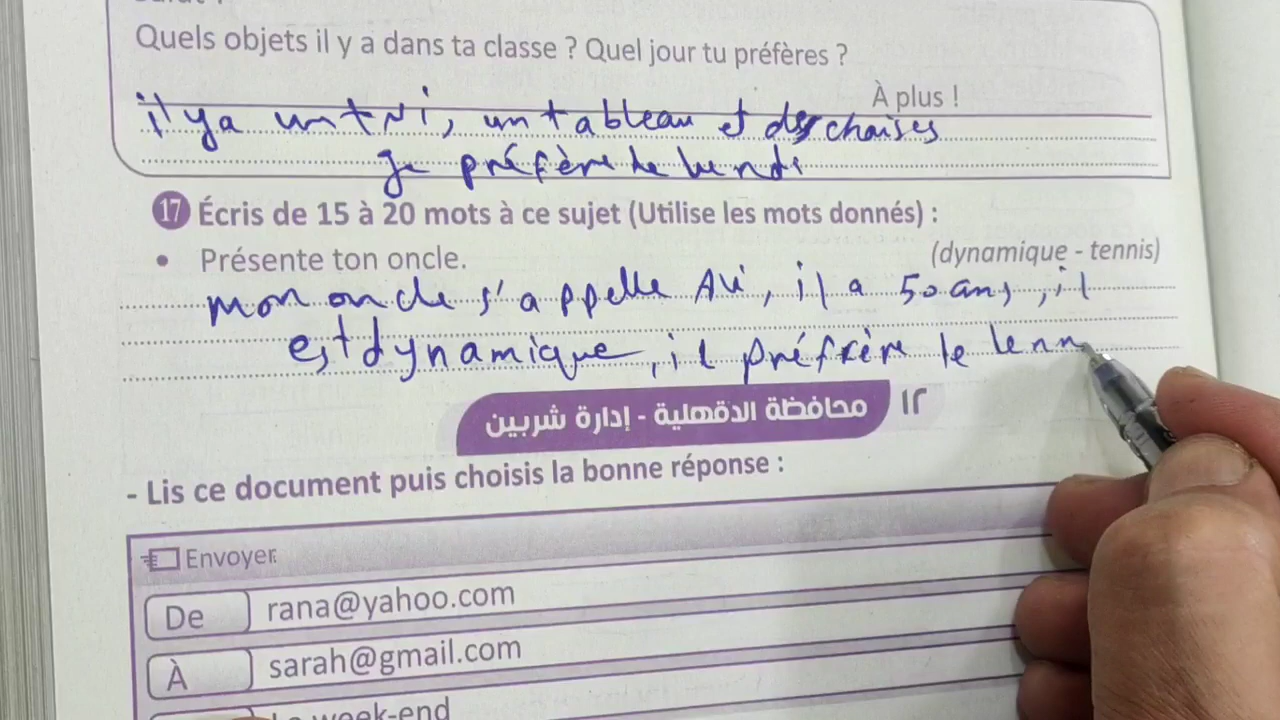 Quels objets il y a dans ta classe ? Quel jour tu préfères ?
À plus !
il y a un tableau et des chaises
Je préfère le lundi
17 Écris de 15 à 20 mots à ce sujet (Utilise les mots donnés) :
• Présente ton oncle.
(dynamique - tennis)
mon oncle s'appelle Ali, il a 50 ans, il
est dynamique, il préfère le tenn
محافظة الدقهلية - إدارة شربين ١٢
- Lis ce document puis choisis la bonne réponse :
Envoyer
De rana@yahoo.com
À sarah@gmail.com
week-end